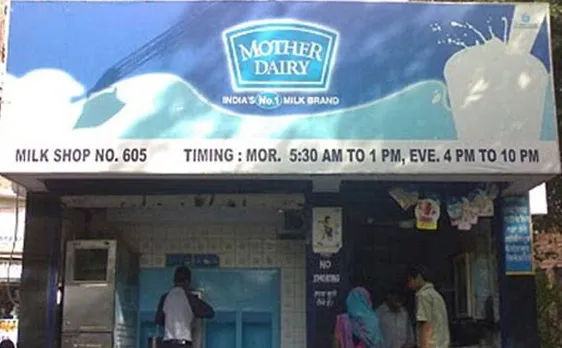 MOTHER
DAIRY
INDIA'S No.1 MILK BRAND
MILK SHOP NO. 605 TIMING : MOR. 5:30 AM TO 1 PM, EVE. 4 PM TO 10 PM
NO
SMOKING